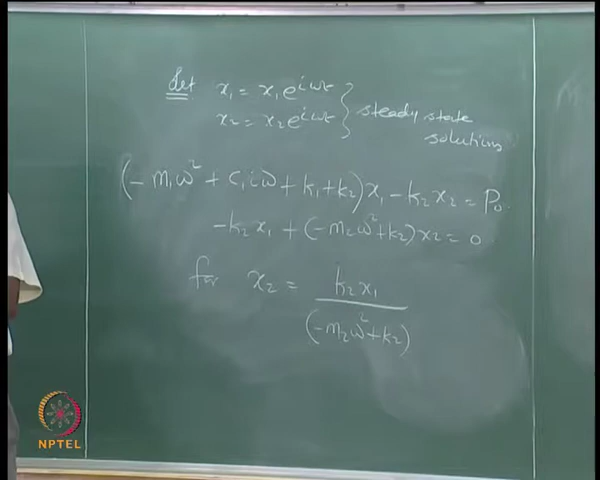 Let x₁ = x₁e^{iωt}
x₂ = x₂e^{iωt} } steady state
solutions
(-m₁ω² + c₁iω + k₁+k₂)x₁ - k₂x₂ = P₀
-k₂x₁ + (-m₂ω²+k₂)x₂ = 0
for x₂ = k₂x₁
(-m₂ω²+k₂)
NPTEL